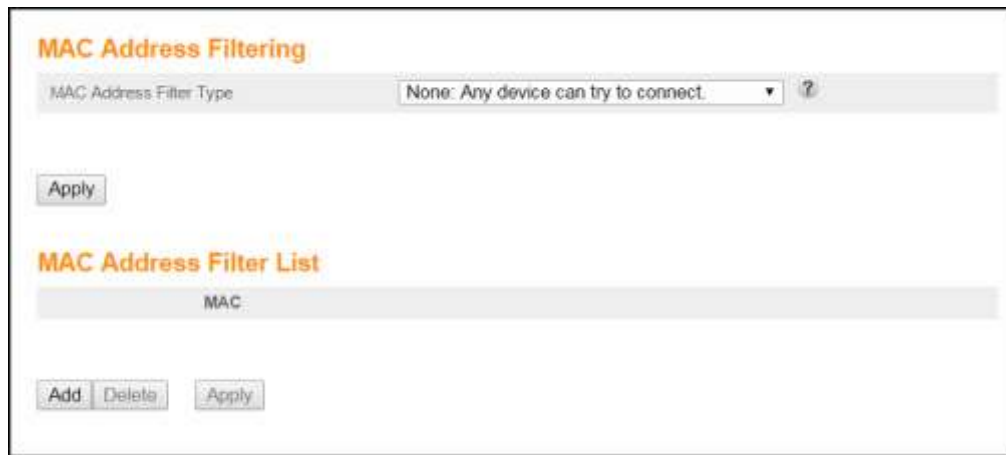 MAC Address Filtering
MAC Address Filter Type None: Any device can try to connect. ?
Apply
MAC Address Filter List
MAC
Add Delete Apply